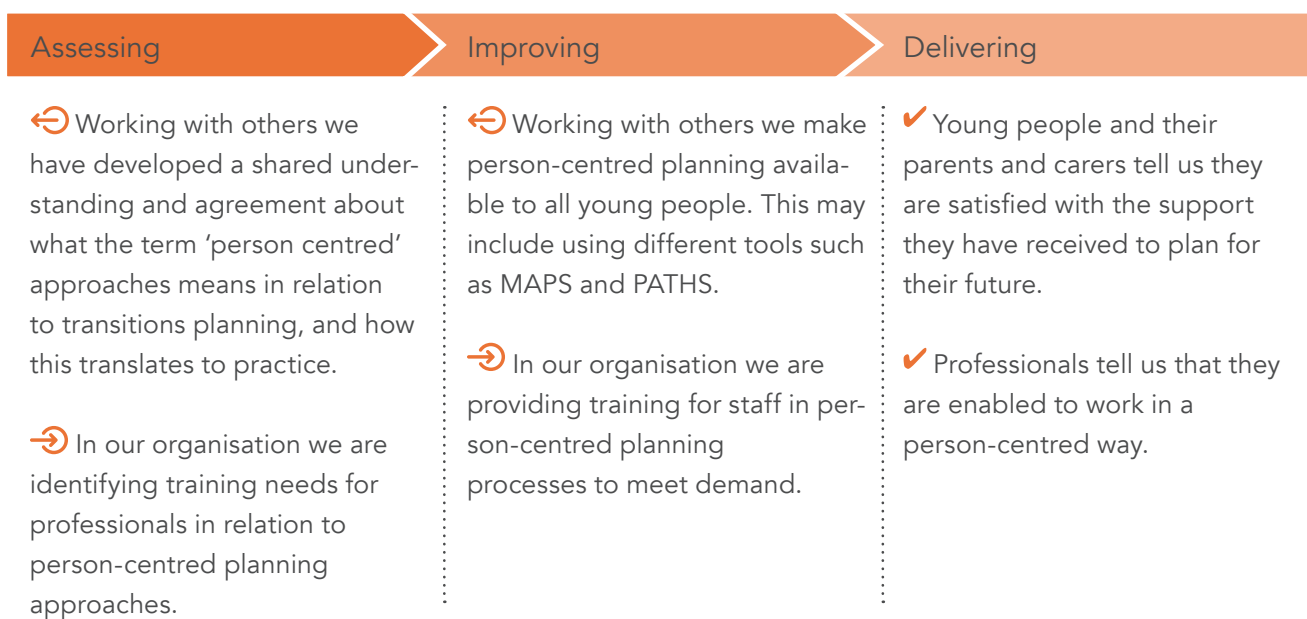 Assessing
Improving
Delivering
Working with others we
have developed a shared under-
standing and agreement about
what the term ‘person centred’
approaches means in relation
to transitions planning, and how
this translates to practice.
In our organisation we are
identifying training needs for
professionals in relation to
person-centred planning
approaches.
Working with others we make
person-centred planning availa-
ble to all young people. This may
include using different tools such
as MAPS and PATHS.
In our organisation we are
providing training for staff in per-
son-centred planning
processes to meet demand.
Young people and their
parents and carers tell us they
are satisfied with the support
they have received to plan for
their future.
Professionals tell us that they
are enabled to work in a
person-centred way.